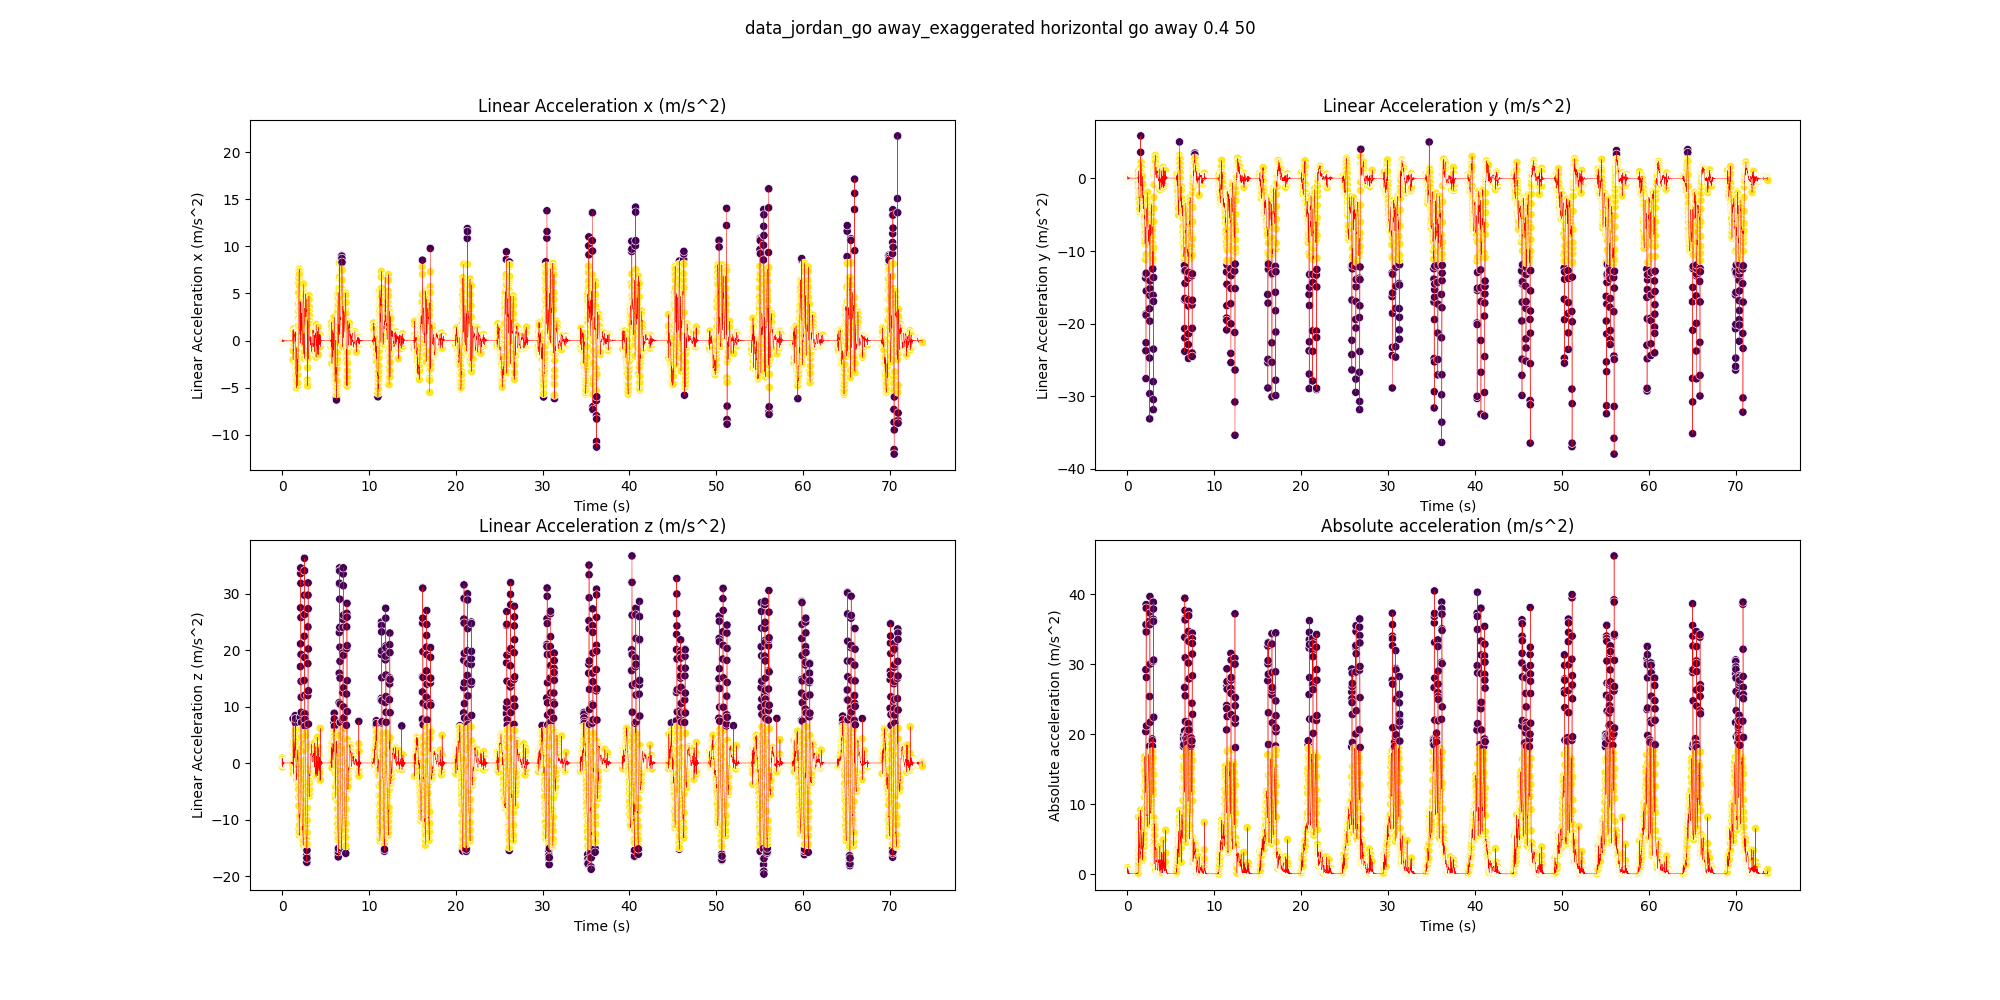 data_jordan_go away_exaggerated horizontal go away 0.4 50
Linear Acceleration x (m/s^2)
Linear Acceleration x (m/s^2)
20
15
10
5
0
−5
−10
0 10 20 30 40 50 60 70
Time (s)
Linear Acceleration y (m/s^2)
Linear Acceleration y (m/s^2)
0
−10
−20
−30
−40
0 10 20 30 40 50 60 70
Time (s)
Linear Acceleration z (m/s^2)
Linear Acceleration z (m/s^2)
30
20
10
0
−10
−20
0 10 20 30 40 50 60 70
Time (s)
Absolute acceleration (m/s^2)
Absolute acceleration (m/s^2)
40
30
20
10
0
0 10 20 30 40 50 60 70
Time (s)